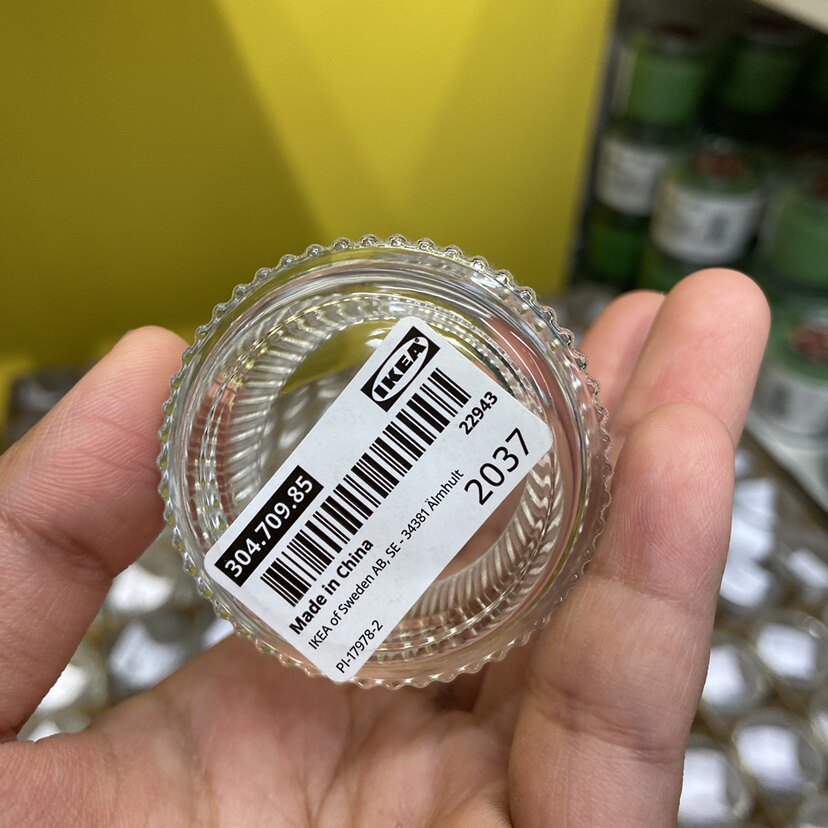 IKEA
304.709.85
22943
2037
Made in China
IKEA of Sweden AB,SE - 34381 Älmhult
PI-17978-2